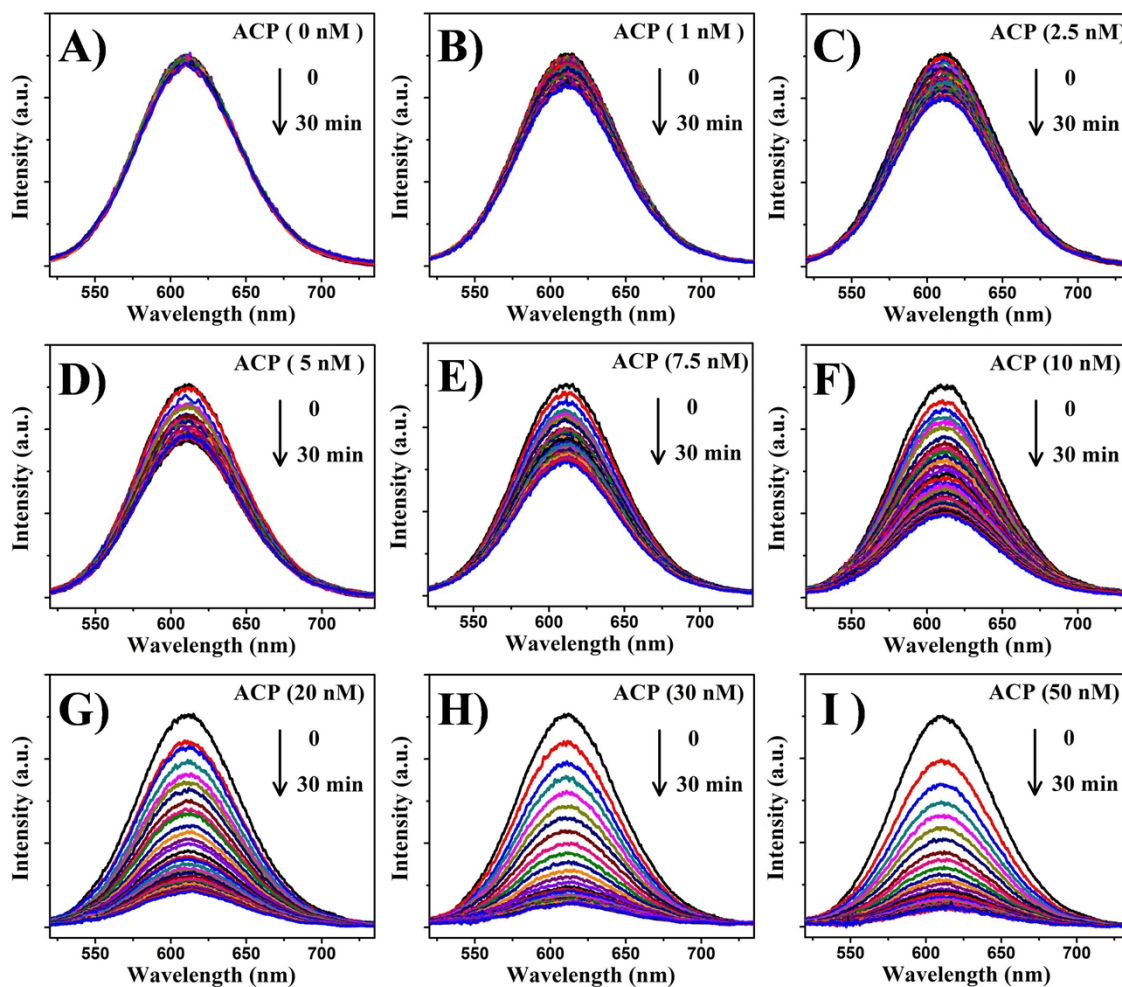 A)
ACP ( 0 nM )
0
30 min
Intensity (a.u.)
550 600 650 700
Wavelength (nm)
B)
ACP ( 1 nM )
0
30 min
Intensity (a.u.)
550 600 650 700
Wavelength (nm)
C)
ACP (2.5 nM)
0
30 min
Intensity (a.u.)
550 600 650 700
Wavelength (nm)
D)
ACP ( 5 nM )
0
30 min
Intensity (a.u.)
550 600 650 700
Wavelength (nm)
E)
ACP (7.5 nM)
0
30 min
Intensity (a.u.)
550 600 650 700
Wavelength (nm)
F)
ACP (10 nM)
0
30 min
Intensity (a.u.)
550 600 650 700
Wavelength (nm)
G)
ACP (20 nM)
0
30 min
Intensity (a.u.)
550 600 650 700
Wavelength (nm)
H)
ACP (30 nM)
0
30 min
Intensity (a.u.)
550 600 650 700
Wavelength (nm)
I )
ACP (50 nM)
0
30 min
Intensity (a.u.)
550 600 650 700
Wavelength (nm)